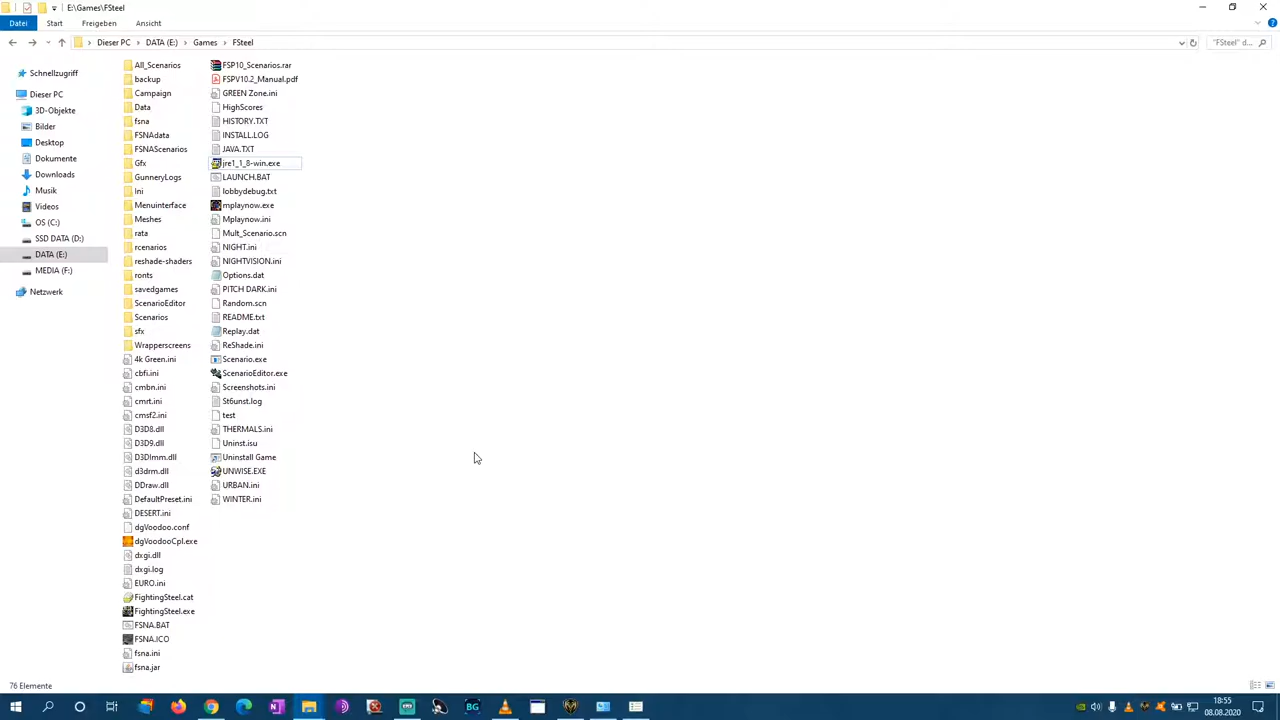 E:\Games\FSteel
Datei Start Freigeben Ansicht
Dieser PC > DATA (E:) > Games > FSteel
"FSteel" d...
Schnellzugriff
Dieser PC
3D-Objekte
Bilder
Desktop
Dokumente
Downloads
Musik
Videos
OS (C:)
SSD DATA (D:)
DATA (E:)
MEDIA (F:)
Netzwerk
All_Scenarios
backup
Campaign
Data
fsna
FSNAdata
FSNAScenarios
Gfx
GunneryLogs
Ini
Menuinterface
Meshes
rata
rcenarios
reshade-shaders
ronts
savedgames
ScenarioEditor
Scenarios
sfx
Wrapperscreens
4k Green.ini
cbfi.ini
cmbn.ini
cmrt.ini
cmsf2.ini
D3D8.dll
D3D9.dll
D3DImm.dll
d3drm.dll
DDraw.dll
DefaultPreset.ini
DESERT.ini
dgVoodoo.conf
dgVoodooCpl.exe
dxgi.dll
dxgi.log
EURO.ini
FightingSteel.cat
FightingSteel.exe
FSNA.BAT
FSNA.ICO
fsna.ini
fsna.jar
FSP10_Scenarios.rar
FSPV10.2_Manual.pdf
GREEN Zone.ini
HighScores
HISTORY.TXT
INSTALL.LOG
JAVA.TXT
jre1_1_8-win.exe
LAUNCH.BAT
lobbydebug.txt
mplaynow.exe
Mplaynow.ini
Mult_Scenario.scn
NIGHT.ini
NIGHTVISION.ini
Options.dat
PITCH DARK.ini
Random.scn
README.txt
Replay.dat
ReShade.ini
Scenario.exe
ScenarioEditor.exe
Screenshots.ini
St6unst.log
test
THERMALS.ini
Uninst.isu
Uninstall Game
UNWISE.EXE
URBAN.ini
WINTER.ini
76 Elemente
BG
18:55
08.08.2020